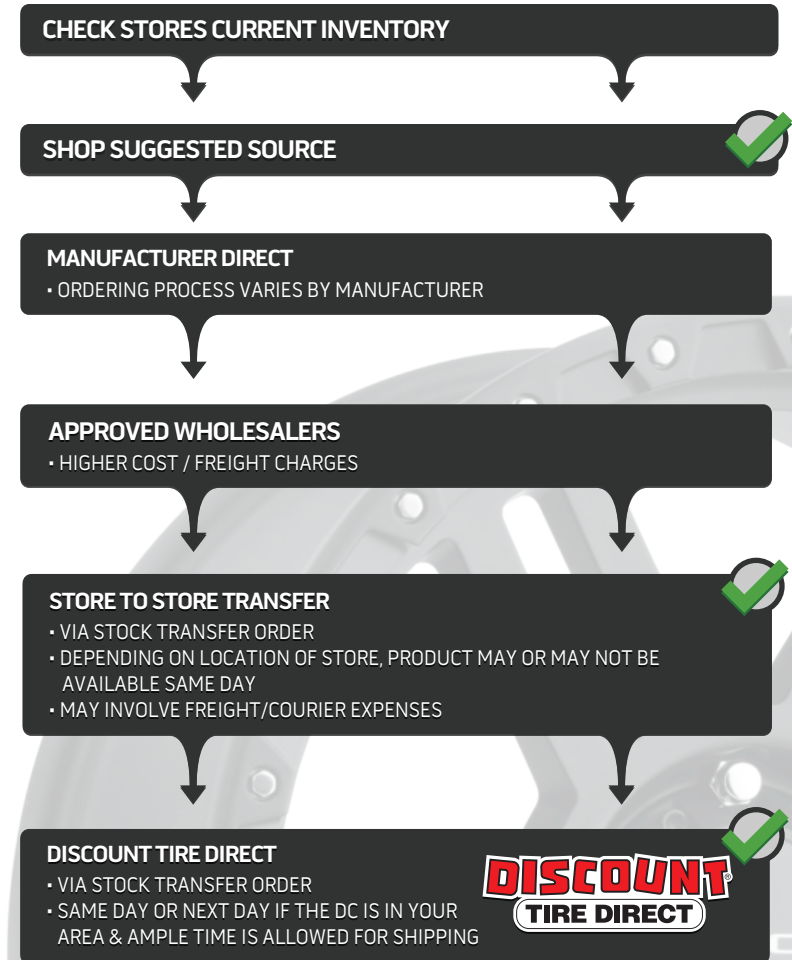 CHECK STORES CURRENT INVENTORY
SHOP SUGGESTED SOURCE
MANUFACTURER DIRECT
• ORDERING PROCESS VARIES BY MANUFACTURER
APPROVED WHOLESALERS
• HIGHER COST / FREIGHT CHARGES
STORE TO STORE TRANSFER
• VIA STOCK TRANSFER ORDER
• DEPENDING ON LOCATION OF STORE, PRODUCT MAY OR MAY NOT BE
AVAILABLE SAME DAY
• MAY INVOLVE FREIGHT/COURIER EXPENSES
DISCOUNT TIRE DIRECT
• VIA STOCK TRANSFER ORDER
• SAME DAY OR NEXT DAY IF THE DC IS IN YOUR
AREA & AMPLE TIME IS ALLOWED FOR SHIPPING
DISCOUNT®
TIRE DIRECT